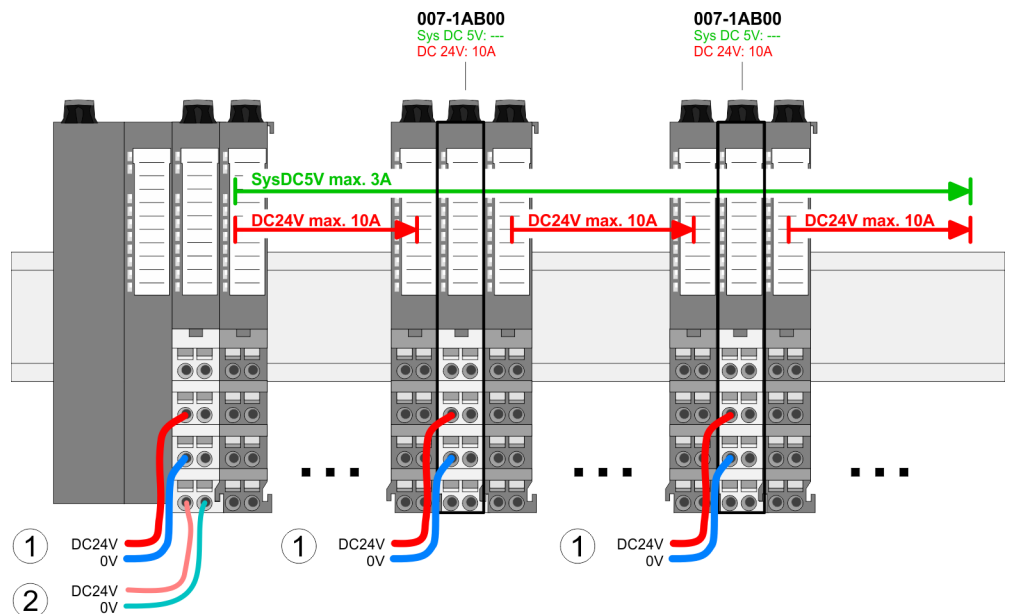 007-1AB00
Sys DC 5V: ---
DC 24V: 10A
007-1AB00
Sys DC 5V: ---
DC 24V: 10A
SysDC5V max. 3A
DC24V max. 10A
DC24V max. 10A
DC24V max. 10A
1
DC24V
0V
1
DC24V
0V
1
DC24V
0V
2
DC24V
0V